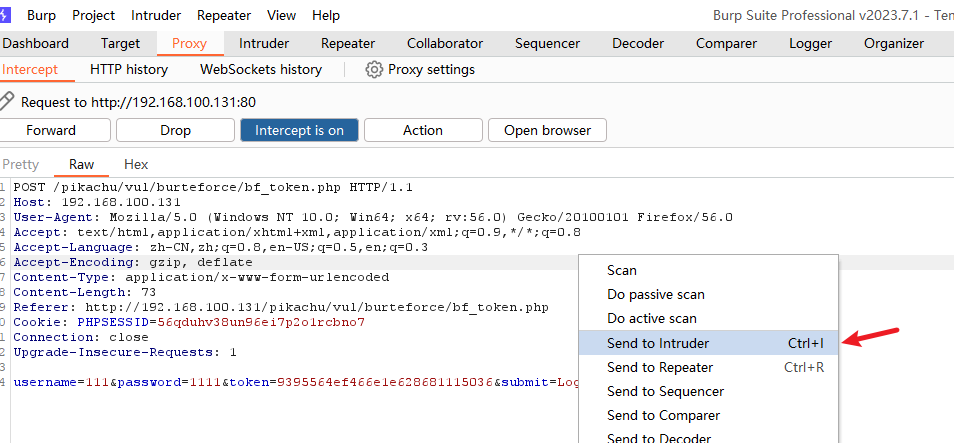 Burp Project Intruder Repeater View Help Burp Suite Professional v2023.7.1 - Ten
Dashboard Target Proxy Intruder Repeater Collaborator Sequencer Decoder Comparer Logger Organizer
Intercept HTTP history WebSockets history Proxy settings
Request to http://192.168.100.131:80
Forward Drop Intercept is on Action Open browser
Pretty Raw Hex
1 POST /pikachu/vul/burteforce/bf_token.php HTTP/1.1
2 Host: 192.168.100.131
3 User-Agent: Mozilla/5.0 (Windows NT 10.0; Win64; x64; rv:56.0) Gecko/20100101 Firefox/56.0
4 Accept: text/html,application/xhtml+xml,application/xml;q=0.9,*/*;q=0.8
5 Accept-Language: zh-CN,zh;q=0.8,en-US;q=0.5,en;q=0.3
6 Accept-Encoding: gzip, deflate
7 Content-Type: application/x-www-form-urlencoded
8 Content-Length: 73
9 Referer: http://192.168.100.131/pikachu/vul/burteforce/bf_token.php
0 Cookie: PHPSESSID=56qduhv38un96ei7p2o1rcbno7
1 Connection: close
2 Upgrade-Insecure-Requests: 1
3
4 username=111&password=1111&token=9395564ef466e1e628681115036&submit=Log
Scan
Do passive scan
Do active scan
Send to Intruder Ctrl+I
Send to Repeater Ctrl+R
Send to Sequencer
Send to Comparer
Send to Decoder